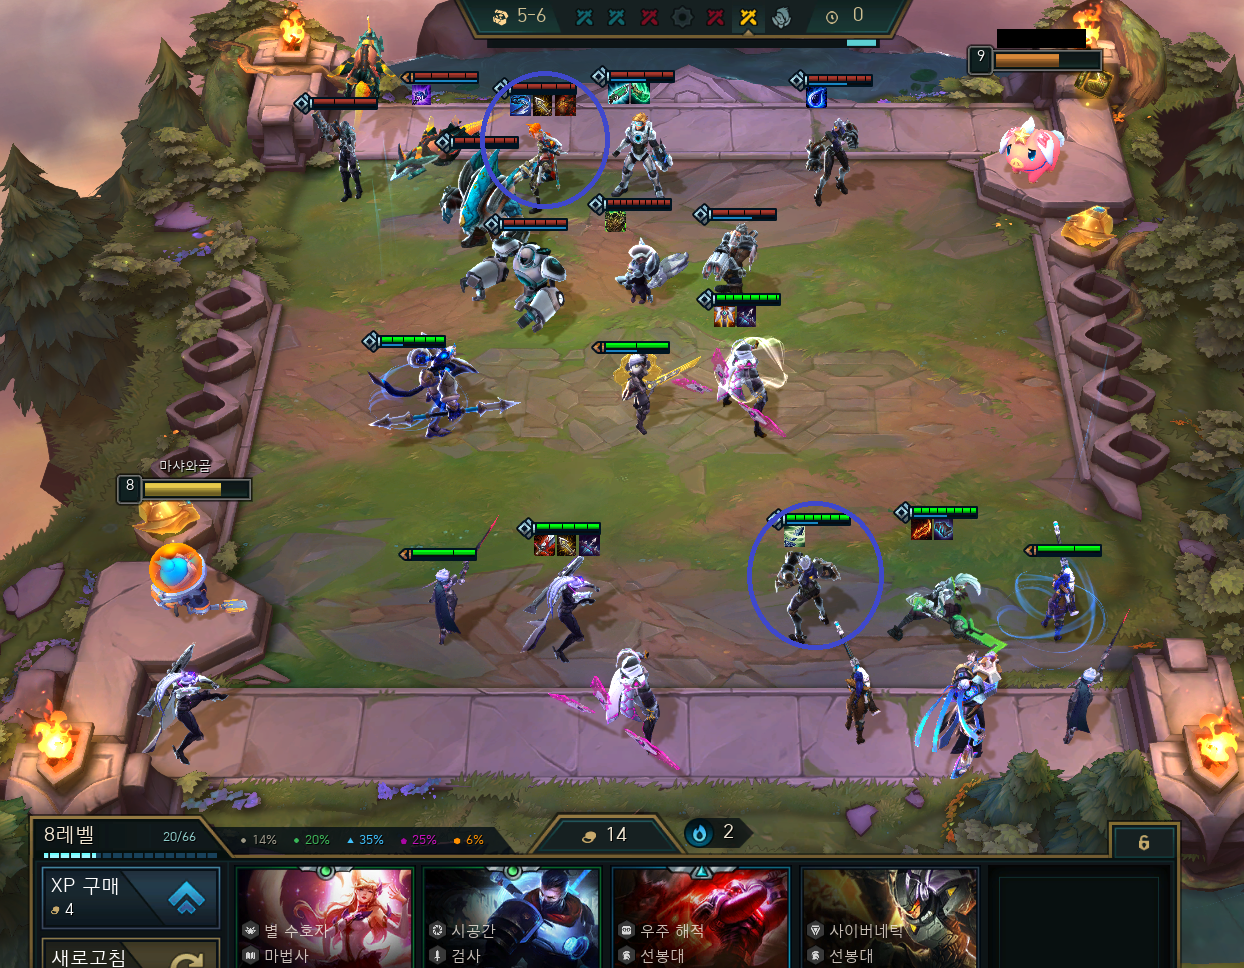 5-6
0
9
마샤와곰
8
8레벨
20/66
14%
20%
35%
25%
6%
14
2
6
XP 구매
4
새로고침
별 수호자
마법사
시공간
검사
우주 해적
선봉대
사이버네틱
선봉대